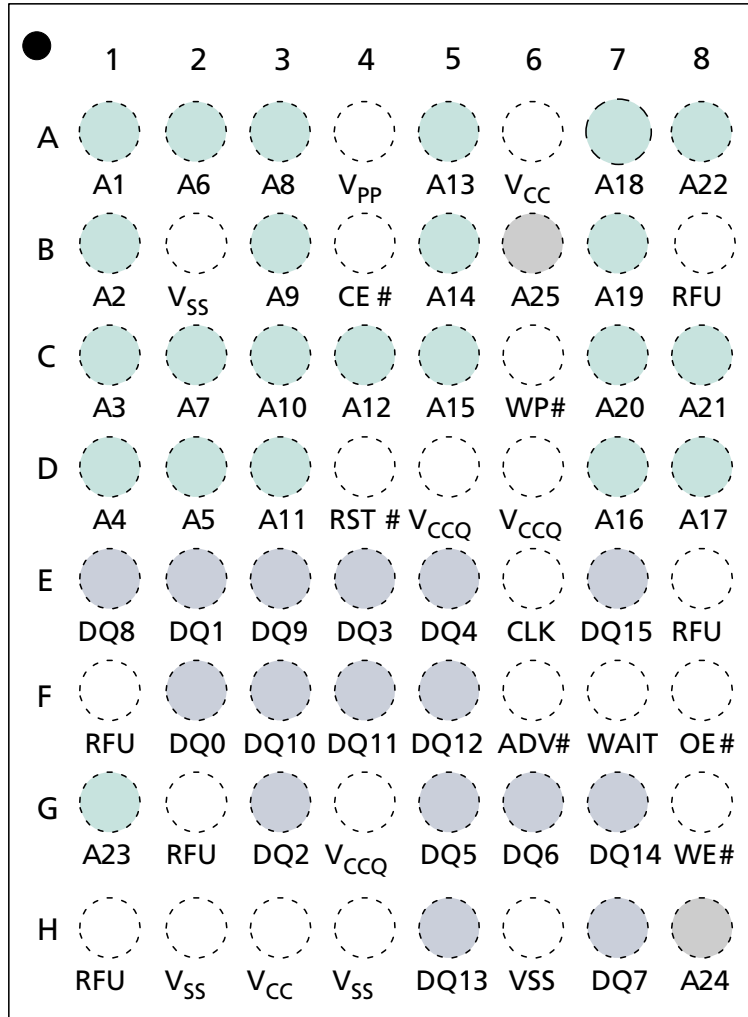 1 2 3 4 5 6 7 8
A
A1 A6 A8 VPP A13 VCC A18 A22
B
A2 VSS A9 CE # A14 A25 A19 RFU
C
A3 A7 A10 A12 A15 WP# A20 A21
D
A4 A5 A11 RST # VCCQ VCCQ A16 A17
E
DQ8 DQ1 DQ9 DQ3 DQ4 CLK DQ15 RFU
F
RFU DQ0 DQ10 DQ11 DQ12 ADV# WAIT OE#
G
A23 RFU DQ2 VCCQ DQ5 DQ6 DQ14 WE#
H
RFU VSS VCC VSS DQ13 VSS DQ7 A24